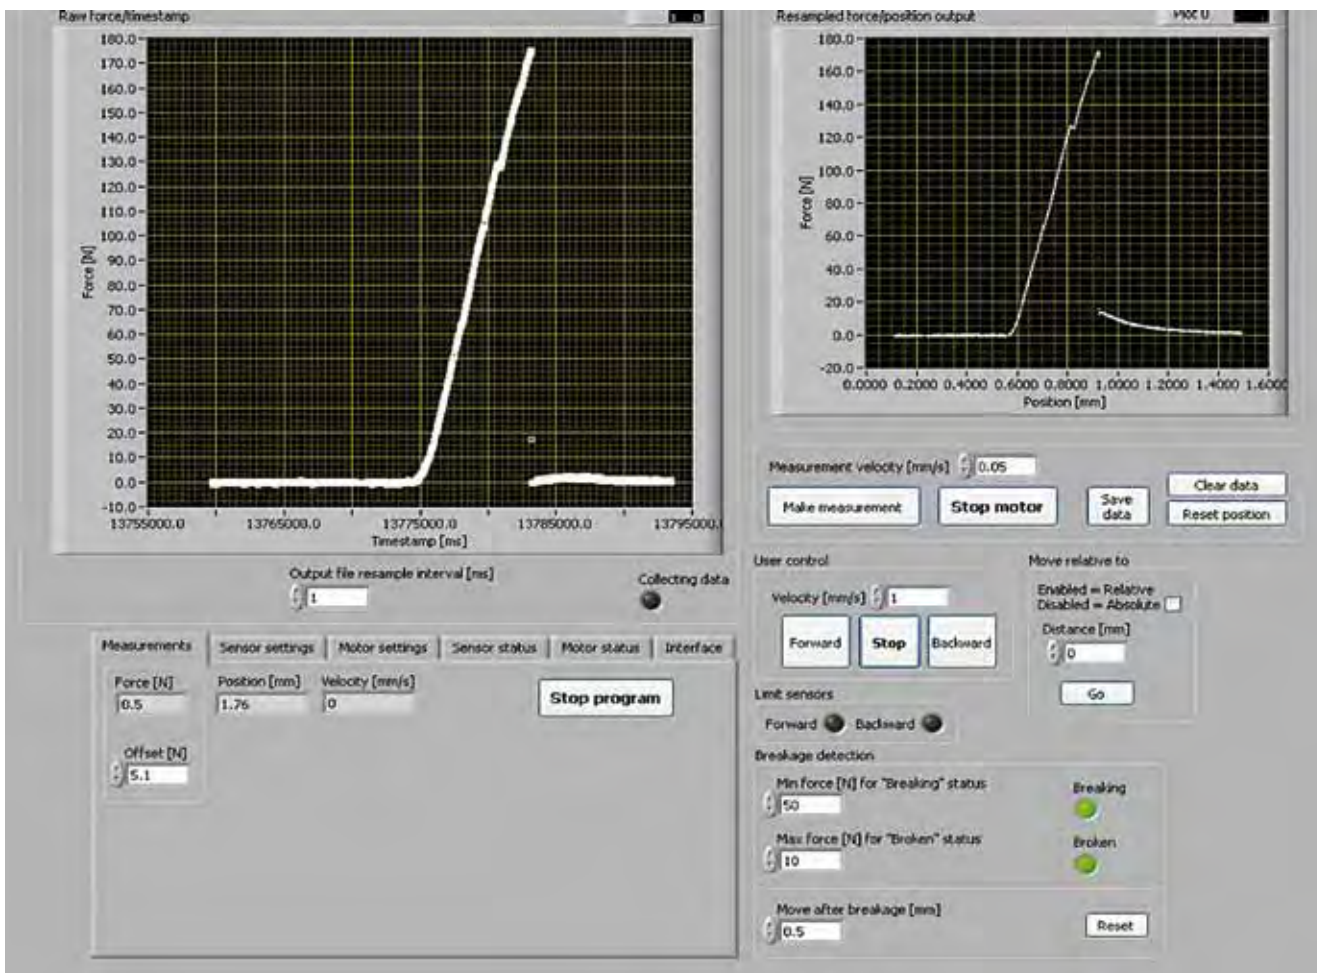 Raw force/timestamp
180.0
170.0
160.0
150.0
140.0
130.0
120.0
110.0
100.0
90.0
80.0
70.0
60.0
50.0
40.0
30.0
20.0
10.0
0.0
-10.0
Force [N]
13755000.0 13765000.0 13775000.0 13785000.0 13795000.
Timestamp [ms]
Resampled force/position output
Plot 0
180.0
160.0
140.0
120.0
100.0
80.0
60.0
40.0
20.0
0.0
-20.0
Force [N]
0.0000 0.2000 0.4000 0.6000 0.8000 1.0000 1.2000 1.4000 1.6000
Position [mm]
Output file resample interval [ms]
1
Collecting data
Measurement velocity [mm/s] 0.05
Make measurement
Stop motor
Save data
Clear data
Reset position
User control
Velocity [mm/s] 1
Forward
Stop
Backward
Move relative to
Enabled = Relative
Disabled = Absolute
Distance [mm]
0
Go
Limit sensors
Forward Backward
Breakage detection
Min force [N] for "Breaking" status
50
Breaking
Max force [N] for "Broken" status
10
Broken
Move after breakage [mm]
0.5
Reset
Measurements Sensor settings Motor settings Sensor status Motor status Interface
Force [N] Position [mm] Velocity [mm/s]
0.5 1.76 0
Stop program
Offset [N]
5.1